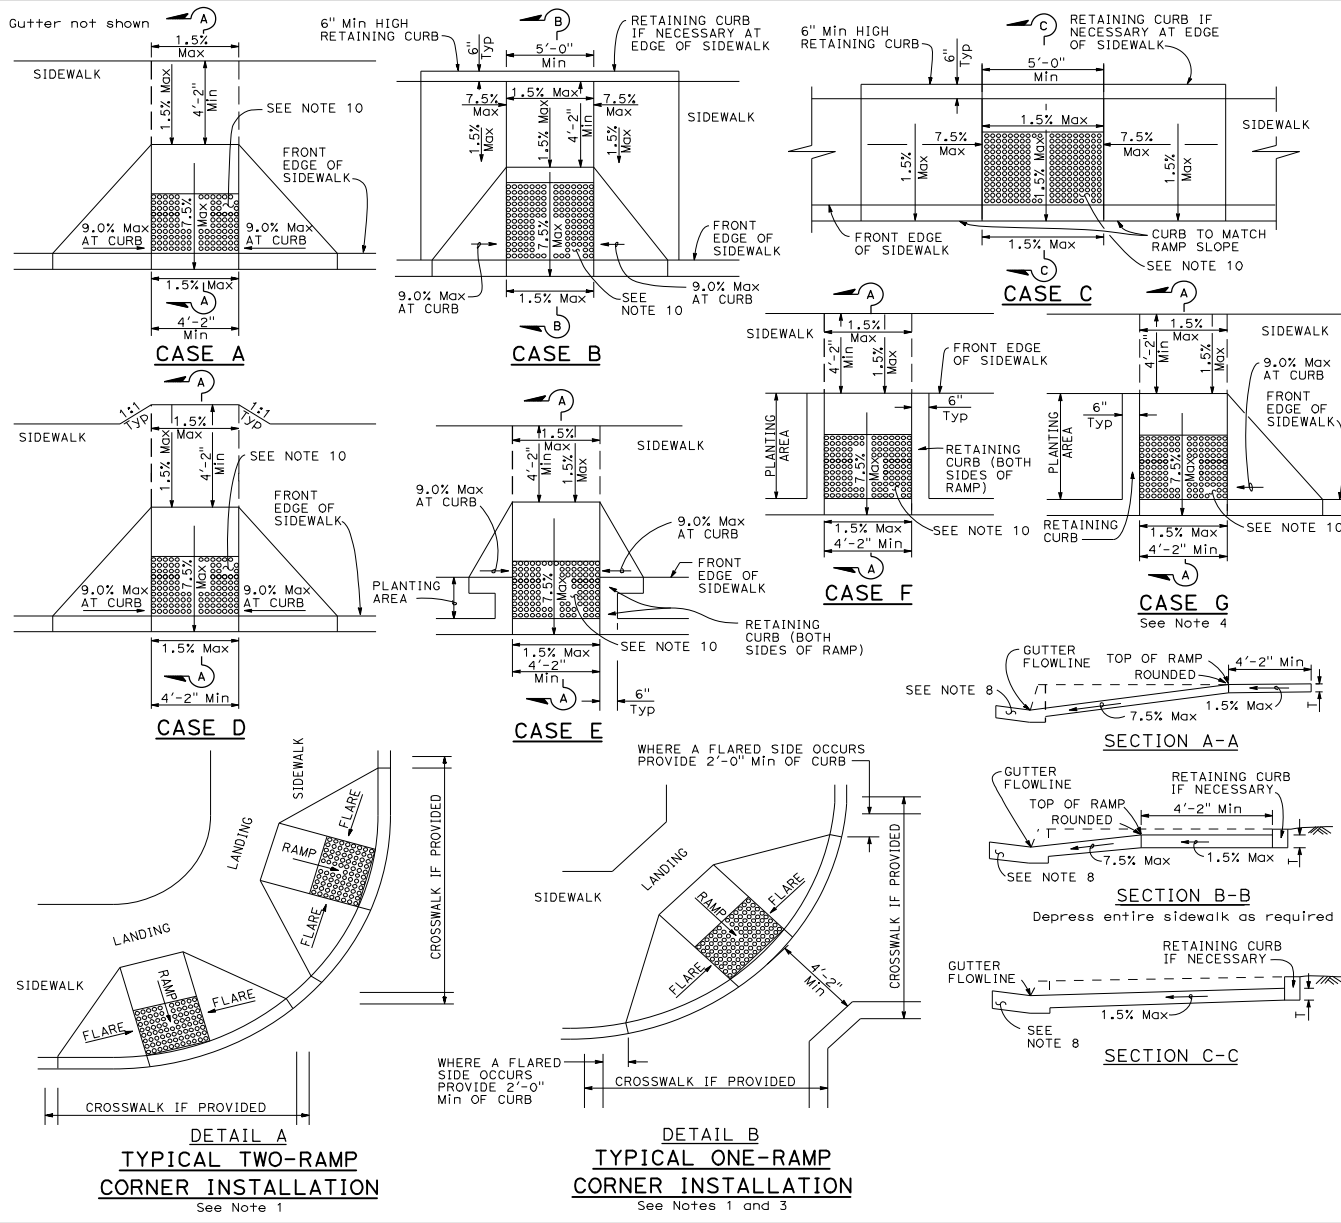 Gutter not shown
A
1.5%
Max
SIDEWALK
1.5% Max
4'-2"
Min
SEE NOTE 10
FRONT
EDGE OF
SIDEWALK
7.5%
Max
9.0% Max
AT CURB
9.0% Max
AT CURB
1.5% Max
A
4'-2"
Min
CASE A
6" Min HIGH
RETAINING CURB
B
6"
Typ
5'-0"
Min
RETAINING CURB
IF NECESSARY AT
EDGE OF SIDEWALK
7.5%
Max
1.5% Max
7.5%
Max
1.5%
Max
1.5% Max
4'-2"
Min
1.5%
Max
SIDEWALK
7.5%
Max
FRONT
EDGE OF
SIDEWALK
9.0% Max
AT CURB
1.5% Max
SEE
NOTE 10
9.0% Max
AT CURB
B
CASE B
6" Min HIGH
RETAINING CURB
6"
Typ
C
RETAINING CURB IF
NECESSARY AT EDGE
OF SIDEWALK
5'-0"
Min
1.5% Max
SIDEWALK
7.5%
Max
7.5%
Max
1.5%
Max
1.5% Max
1.5%
Max
FRONT EDGE
OF SIDEWALK
1.5% Max
CURB TO MATCH
RAMP SLOPE
SEE NOTE 10
C
CASE C
A
1:1
Typ
1:1
Typ
1.5%
Max
SIDEWALK
1.5% Max
4'-2"
Min
SEE NOTE 10
FRONT
EDGE OF
SIDEWALK
7.5%
Max
9.0% Max
AT CURB
9.0% Max
AT CURB
1.5% Max
A
4'-2" Min
CASE D
A
1.5%
Max
SIDEWALK
4'-2"
Min
1.5%
Max
9.0% Max
AT CURB
9.0% Max
AT CURB
FRONT
EDGE OF
SIDEWALK
PLANTING
AREA
7.5%
Max
RETAINING
CURB (BOTH
SIDES OF RAMP)
SEE NOTE 10
1.5% Max
4'-2"
Min
A
6"
Typ
CASE E
A
SIDEWALK
1.5%
Max
4'-2"
Min
1.5%
Max
FRONT EDGE
OF SIDEWALK
6"
Typ
PLANTING
AREA
7.5%
Max
RETAINING
CURB (BOTH
SIDES OF
RAMP)
SEE NOTE 10
1.5% Max
4'-2" Min
A
CASE F
A
1.5%
Max
SIDEWALK
4'-2"
Min
1.5%
Max
9.0% Max
AT CURB
FRONT
EDGE OF
SIDEWALK
6"
Typ
PLANTING
AREA
7.5%
Max
RETAINING
CURB
SEE NOTE 10
1.5% Max
4'-2" Min
A
CASE G
See Note 4
GUTTER
FLOWLINE
TOP OF RAMP
ROUNDED
4'-2" Min
SEE NOTE 8
7.5% Max
1.5% Max
T
SECTION A-A
GUTTER
FLOWLINE
TOP OF RAMP
ROUNDED
RETAINING CURB
IF NECESSARY
4'-2" Min
SEE NOTE 8
7.5% Max
1.5% Max
T
SECTION B-B
Depress entire sidewalk as required
GUTTER
FLOWLINE
RETAINING CURB
IF NECESSARY
SEE
NOTE 8
1.5% Max
T
SECTION C-C
SIDEWALK
LANDING
RAMP
FLARE
FLARE
CROSSWALK IF PROVIDED
LANDING
SIDEWALK
RAMP
FLARE
FLARE
CROSSWALK IF PROVIDED
DETAIL A
TYPICAL TWO-RAMP
CORNER INSTALLATION
See Note 1
WHERE A FLARED SIDE OCCURS
PROVIDE 2'-0" Min OF CURB
CROSSWALK IF PROVIDED
LANDING
SIDEWALK
RAMP
FLARE
FLARE
4'-2"
Min
WHERE A FLARED
SIDE OCCURS
PROVIDE 2'-0"
Min OF CURB
CROSSWALK IF PROVIDED
DETAIL B
TYPICAL ONE-RAMP
CORNER INSTALLATION
See Notes 1 and 3